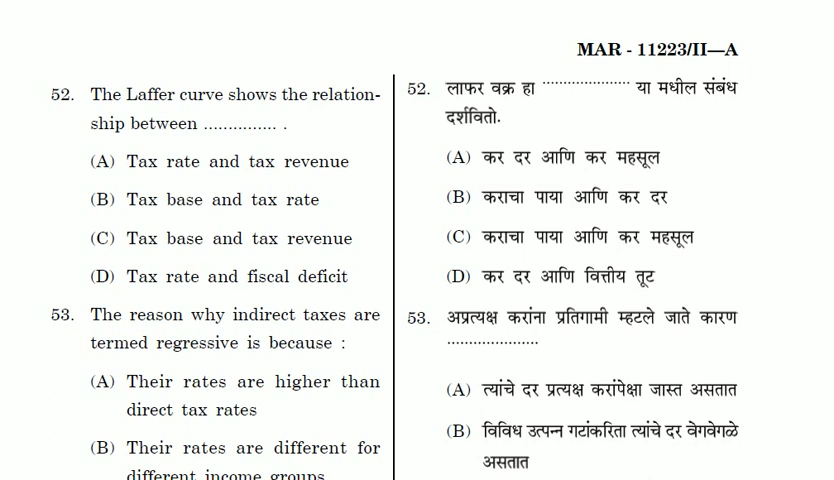 MAR - 11223/II—A
52. The Laffer curve shows the relation-
ship between ............... .
(A) Tax rate and tax revenue
(B) Tax base and tax rate
(C) Tax base and tax revenue
(D) Tax rate and fiscal deficit
53. The reason why indirect taxes are
termed regressive is because :
(A) Their rates are higher than
direct tax rates
(B) Their rates are different for
different income groups
52. लाफर वक्र हा ..................... या मधील संबंध
दर्शवितो.
(A) कर दर आणि कर महसूल
(B) कराचा पाया आणि कर दर
(C) कराचा पाया आणि कर महसूल
(D) कर दर आणि वित्तीय तूट
53. अप्रत्यक्ष करांना प्रतिगामी म्हटले जाते कारण
......................
(A) त्यांचे दर प्रत्यक्ष करांपेक्षा जास्त असतात
(B) विविध उत्पन्न गटांकरिता त्यांचे दर वेगवेगळे
असतात